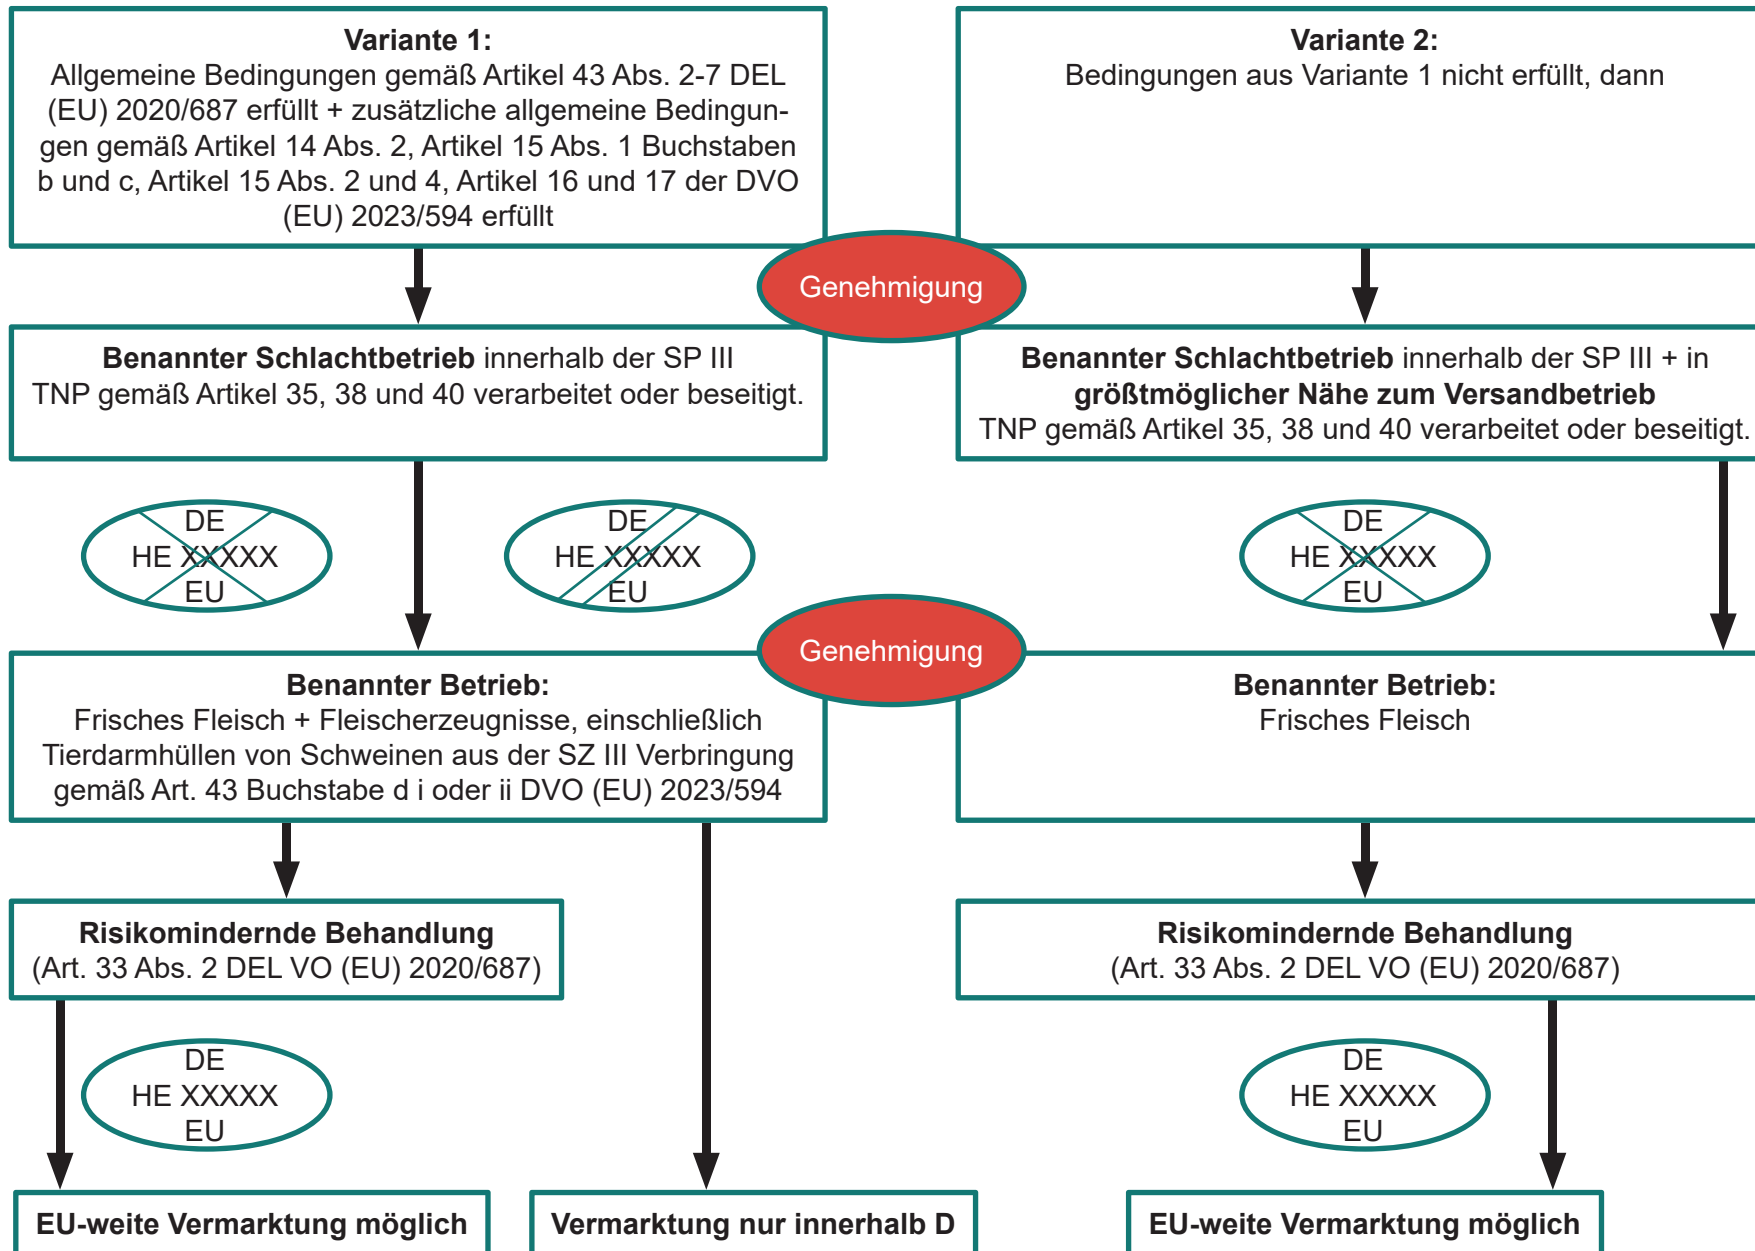 Variante 1:
Allgemeine Bedingungen gemäß Artikel 43 Abs. 2-7 DEL
(EU) 2020/687 erfüllt + zusätzliche allgemeine Bedingun-
gen gemäß Artikel 14 Abs. 2, Artikel 15 Abs. 1 Buchstaben
b und c, Artikel 15 Abs. 2 und 4, Artikel 16 und 17 der DVO
(EU) 2023/594 erfüllt
Variante 2:
Bedingungen aus Variante 1 nicht erfüllt, dann
Genehmigung
Benannter Schlachtbetrieb innerhalb der SP III
TNP gemäß Artikel 35, 38 und 40 verarbeitet oder beseitigt.
Benannter Schlachtbetrieb innerhalb der SP III + in
größtmöglicher Nähe zum Versandbetrieb
TNP gemäß Artikel 35, 38 und 40 verarbeitet oder beseitigt.
DE
HE XXXXX
EU
DE
HE XXXXX
EU
DE
HE XXXXX
EU
Genehmigung
Benannter Betrieb:
Frisches Fleisch + Fleischerzeugnisse, einschließlich
Tierdarmhüllen von Schweinen aus der SZ III Verbringung
gemäß Art. 43 Buchstabe d i oder ii DVO (EU) 2023/594
Benannter Betrieb:
Frisches Fleisch
Risikomindernde Behandlung
(Art. 33 Abs. 2 DEL VO (EU) 2020/687)
Risikomindernde Behandlung
(Art. 33 Abs. 2 DEL VO (EU) 2020/687)
DE
HE XXXXX
EU
DE
HE XXXXX
EU
EU-weite Vermarktung möglich
Vermarktung nur innerhalb D
EU-weite Vermarktung möglich